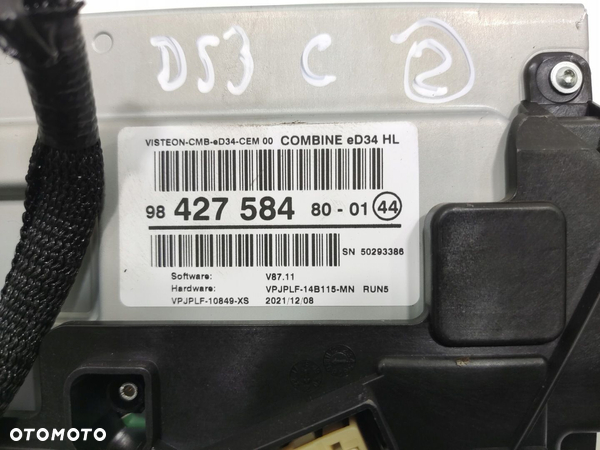 DS3 C 2
VISTEON-CMB-eD34-CEM 00 COMBINE eD34 HL
98 427 584 80 - 01 44
SN 50293386
Software: V87.11
Hardware: VPJPLF-14B115-MN RUN5
VPJPLF-10849-XS 2021/12/08
OTOMOTO